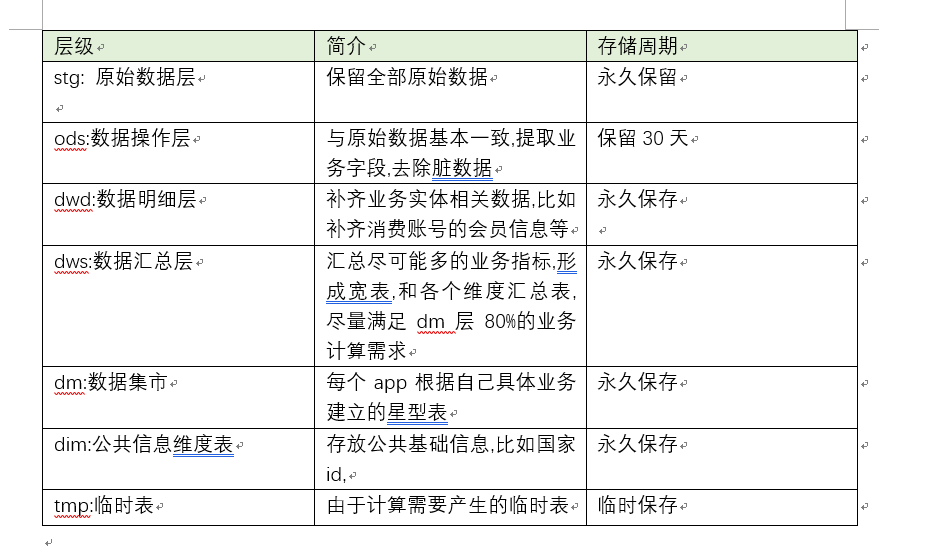 层级
简介
存储周期
stg: 原始数据层
保留全部原始数据
永久保留
ods:数据操作层
与原始数据基本一致,提取业
务字段,去除脏数据
保留 30 天
dwd:数据明细层
补齐业务实体相关数据,比如
补齐消费账号的会员信息等
永久保存
dws:数据汇总层
汇总尽可能多的业务指标,形
成宽表,和各个维度汇总表,
尽量满足 dm 层 80%的业务
计算需求
永久保存
dm:数据集市
每个 app 根据自己具体业务
建立的星型表
永久保存
dim:公共信息维度表
存放公共基础信息,比如国家
id,
永久保存
tmp:临时表
由于计算需要产生的临时表
临时保存